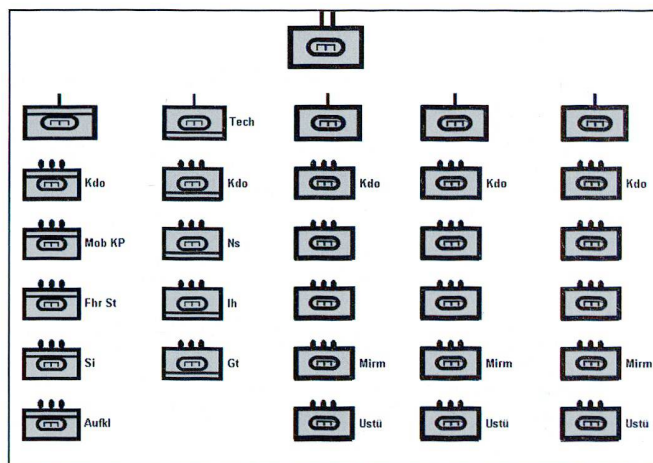 Tech
Kdo
Kdo
Kdo
Kdo
Kdo
Mob KP
Ns
Fhr St
Ih
Si
Gt
Mirm
Mirm
Mirm
Aufkl
Ustü
Ustü
Ustü